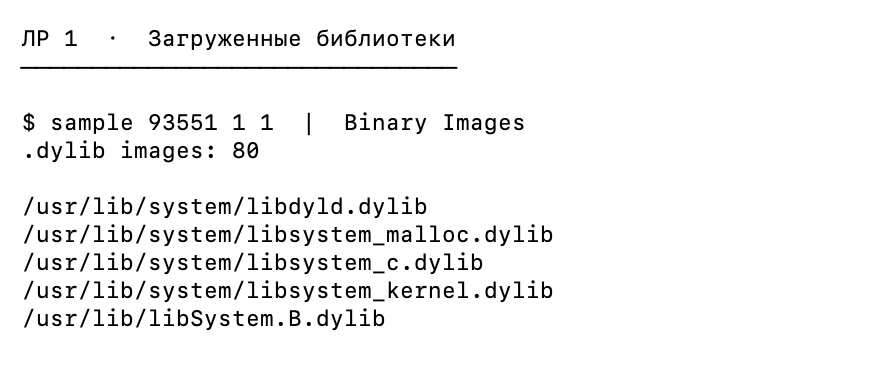 ЛР 1 · Загруженные библиотеки
$ sample 93551 1 1 | Binary Images
.dylib images: 80
/usr/lib/system/libdyld.dylib
/usr/lib/system/libsystem_malloc.dylib
/usr/lib/system/libsystem_c.dylib
/usr/lib/system/libsystem_kernel.dylib
/usr/lib/libSystem.B.dylib